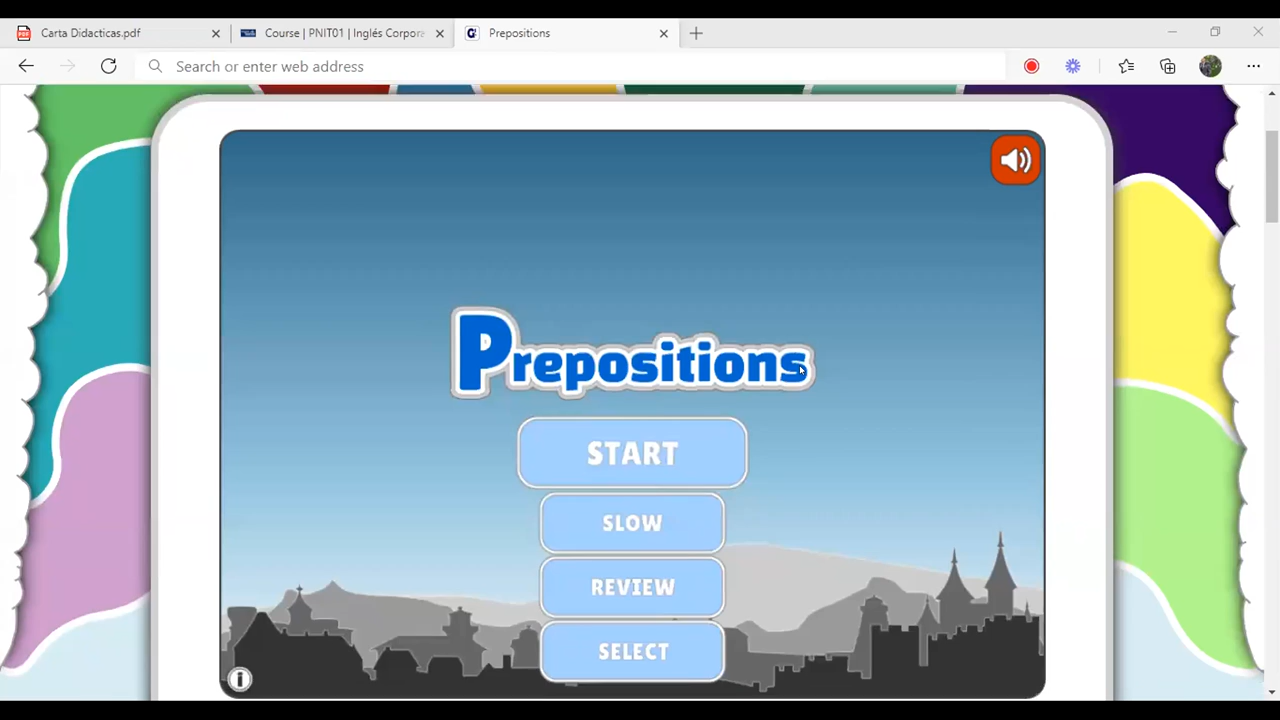 Carta Didacticas.pdf
Course | PNIT01 | Inglés Corpora
Prepositions
Search or enter web address
Prepositions
START
SLOW
REVIEW
SELECT
i